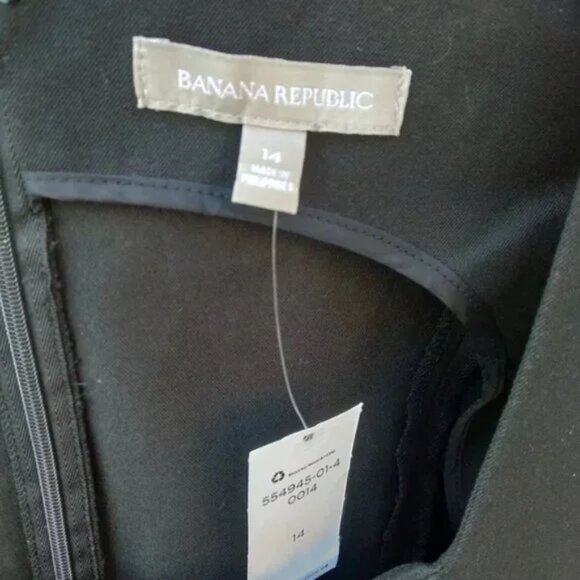 BANANA REPUBLIC
14
MADE IN
PHILIPPINES
554945-01-4
0014
14